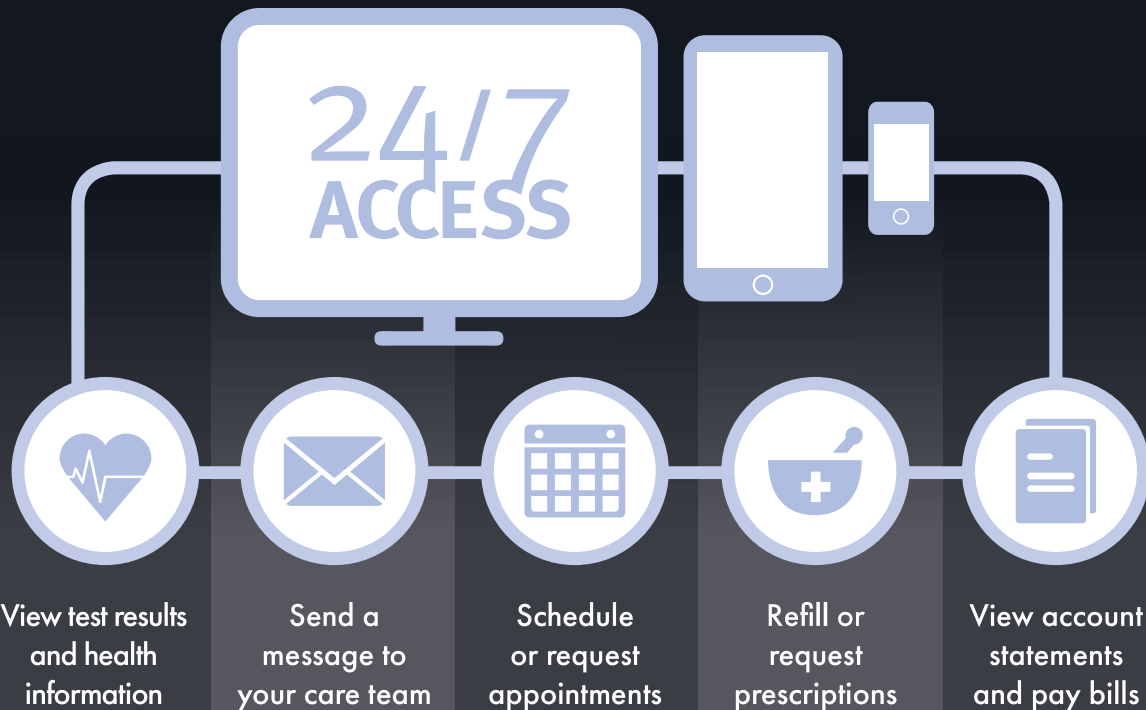 24/7
ACCESS
View test results
and health
information
Send a
message to
your care team
Schedule
or request
appointments
Refill or
request
prescriptions
View account
statements
and pay bills